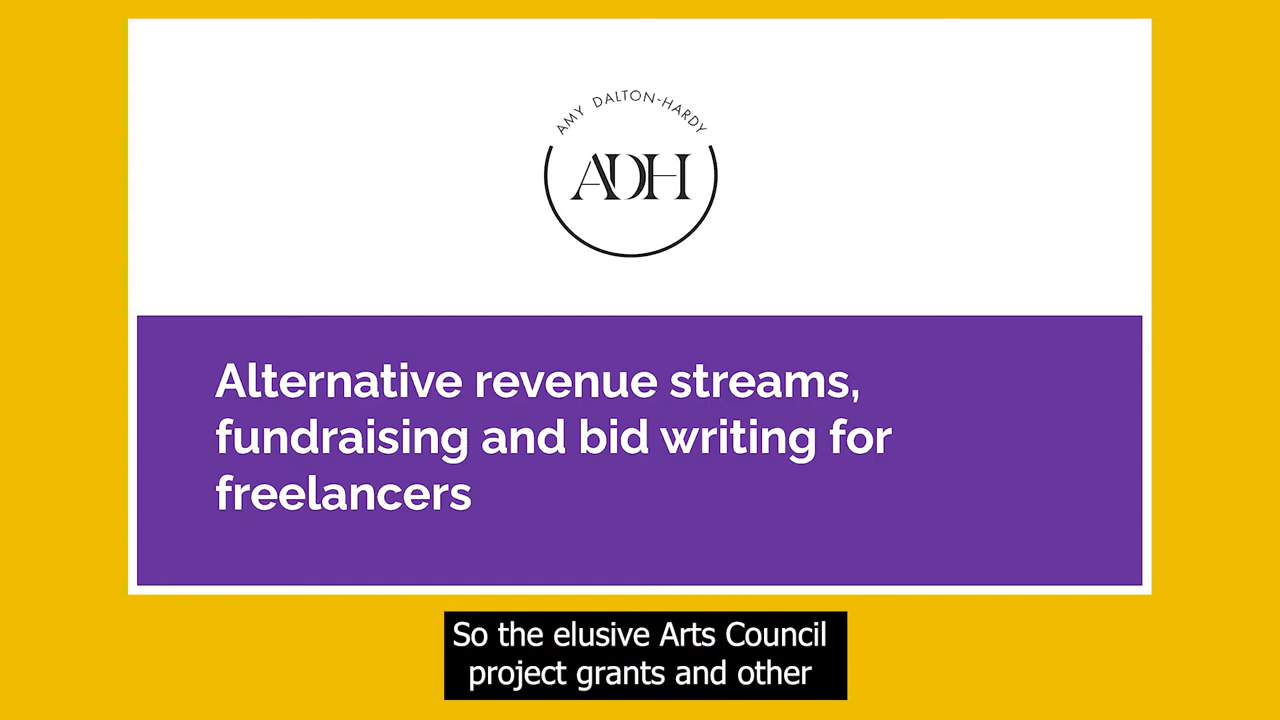 AMY DALTON-HARDY
ADH
Alternative revenue streams,
fundraising and bid writing for
freelancers
So the elusive Arts Council
project grants and other